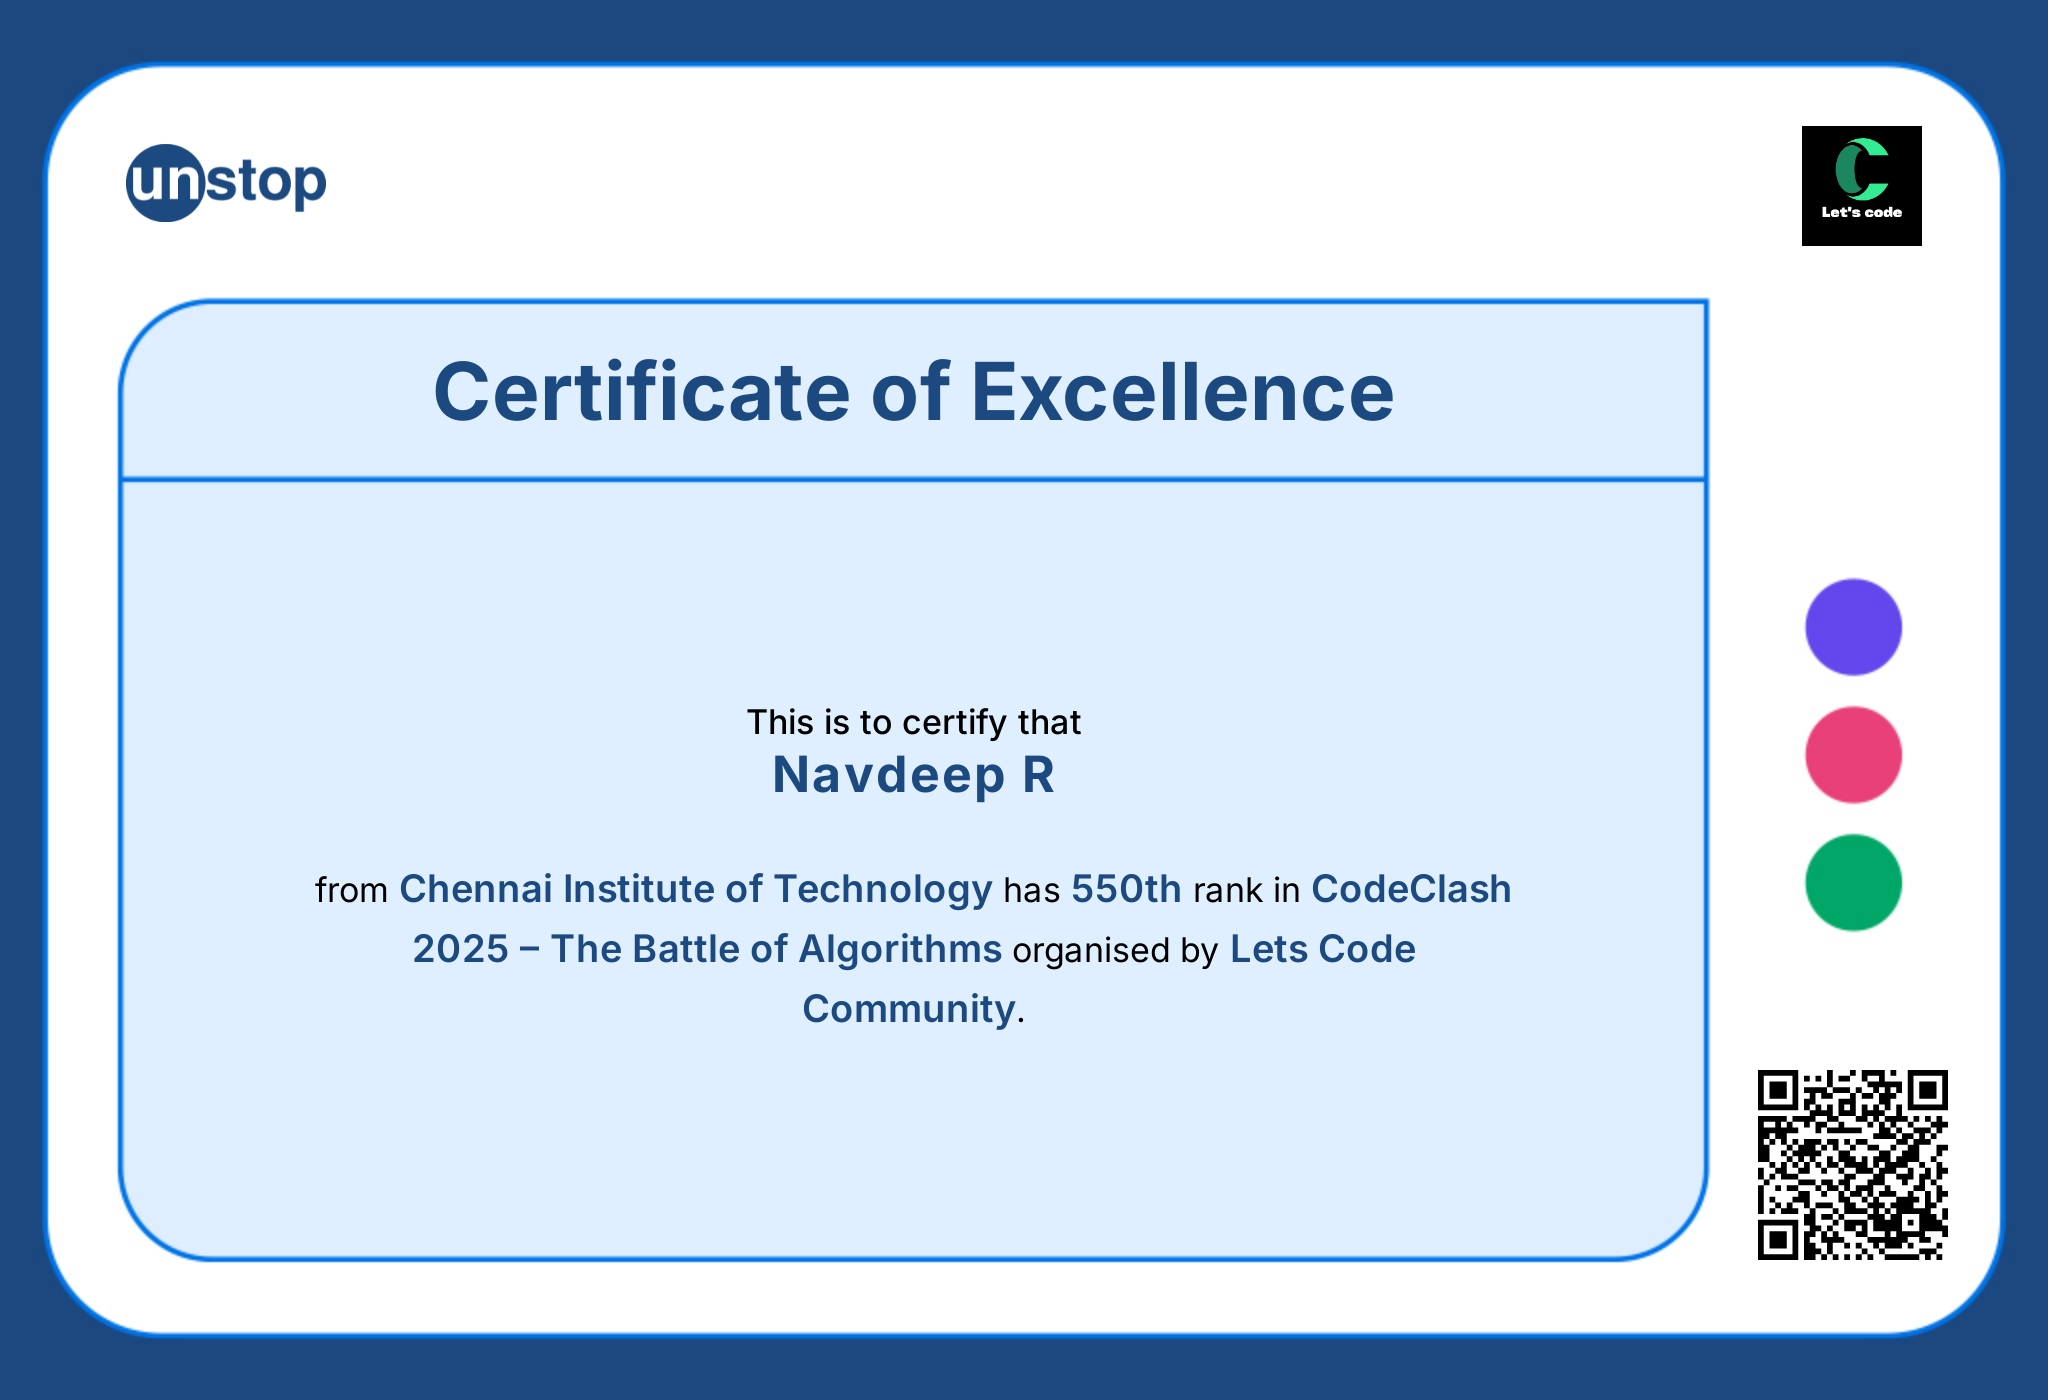 unstop
Let's code
Certificate of Excellence
This is to certify that
Navdeep R
from Chennai Institute of Technology has 550th rank in CodeClash
2025 – The Battle of Algorithms organised by Lets Code
Community.